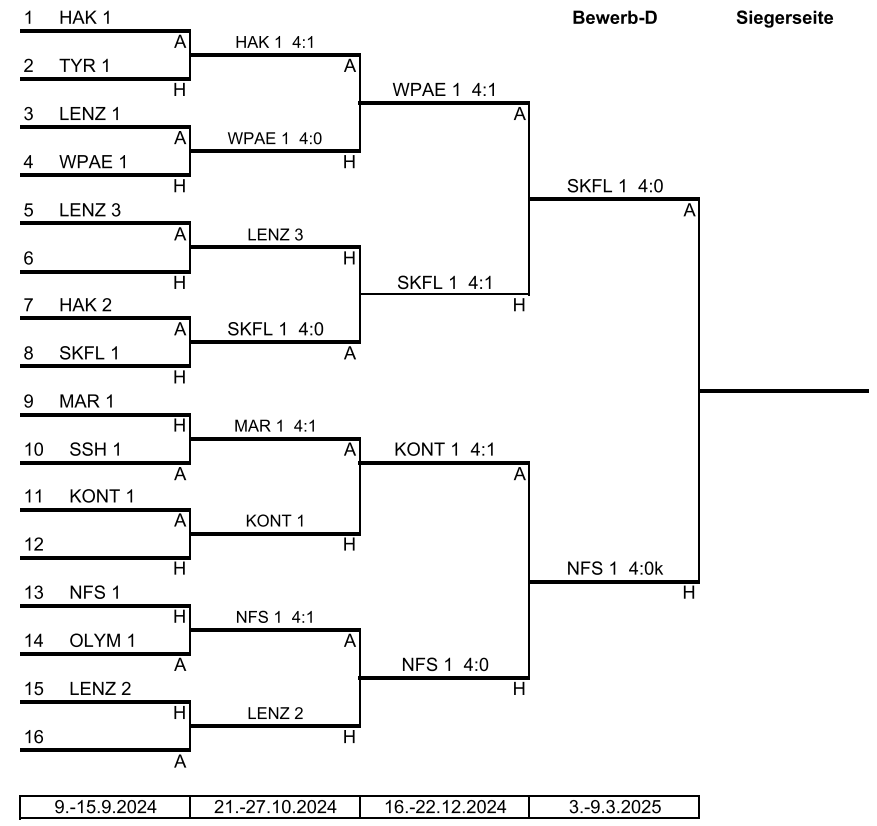 1 HAK 1 Bewerb-D Siegerseite
A HAK 1 4:1
2 TYR 1 A
H WPAE 1 4:1
3 LENZ 1 A
A WPAE 1 4:0
4 WPAE 1 H
H SKFL 1 4:0
5 LENZ 3 A
A LENZ 3
6 H
H SKFL 1 4:1
7 HAK 2 H
A SKFL 1 4:0
8 SKFL 1 A
H
9 MAR 1
H MAR 1 4:1
10 SSH 1 A KONT 1 4:1
A A
11 KONT 1
A KONT 1
12 H
H NFS 1 4:0k
13 NFS 1 H
H NFS 1 4:1
14 OLYM 1 A
A NFS 1 4:0
15 LENZ 2 H
H LENZ 2
16 H
A
9.-15.9.2024 21.-27.10.2024 16.-22.12.2024 3.-9.3.2025